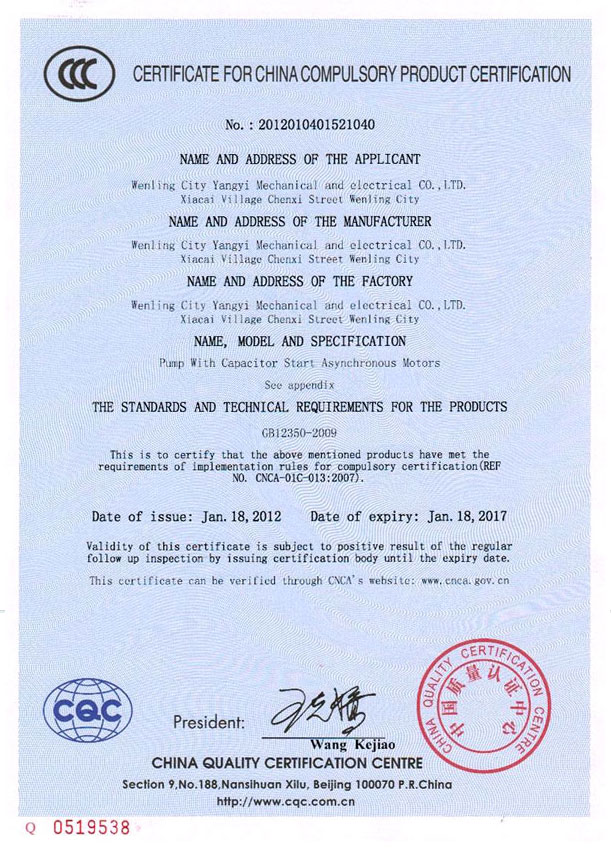 CCC
CERTIFICATE FOR CHINA COMPULSORY PRODUCT CERTIFICATION
No.: 2012010401521040
NAME AND ADDRESS OF THE APPLICANT
Wenling City Yangyi Mechanical and electrical CO.,LTD.
Xiacai Village Chenxi Street Wenling City
NAME AND ADDRESS OF THE MANUFACTURER
Wenling City Yangyi Mechanical and electrical CO.,LTD.
Xiacai Village Chenxi Street Wenling City
NAME AND ADDRESS OF THE FACTORY
Wenling City Yangyi Mechanical and electrical CO.,LTD.
Xiacai Village Chenxi Street Wenling City
NAME, MODEL AND SPECIFICATION
Pump With Capacitor Start Asynchronous Motors
See appendix
THE STANDARDS AND TECHNICAL REQUIREMENTS FOR THE PRODUCTS
GB12350-2009
This is to certify that the above mentioned products have met the
requirements of implementation rules for compulsory certification(REF
NO. CNCA-01C-013:2007).
Date of issue: Jan. 18, 2012 Date of expiry: Jan. 18, 2017
Validity of this certificate is subject to positive result of the regular
follow up inspection by issuing certification body until the expiry date.
This certificate can be verified through CNCA's website: www.cnca.gov.cn
CQC
President:
王克娇
Wang Kejiao
CHINA QUALITY CERTIFICATION CENTRE
中国质量认证中心
CHINA QUALITY CERTIFICATION CENTRE
Section 9,No.188,Nansihuan Xilu, Beijing 100070 P.R.China
http://www.cqc.com.cn
Q 0519538